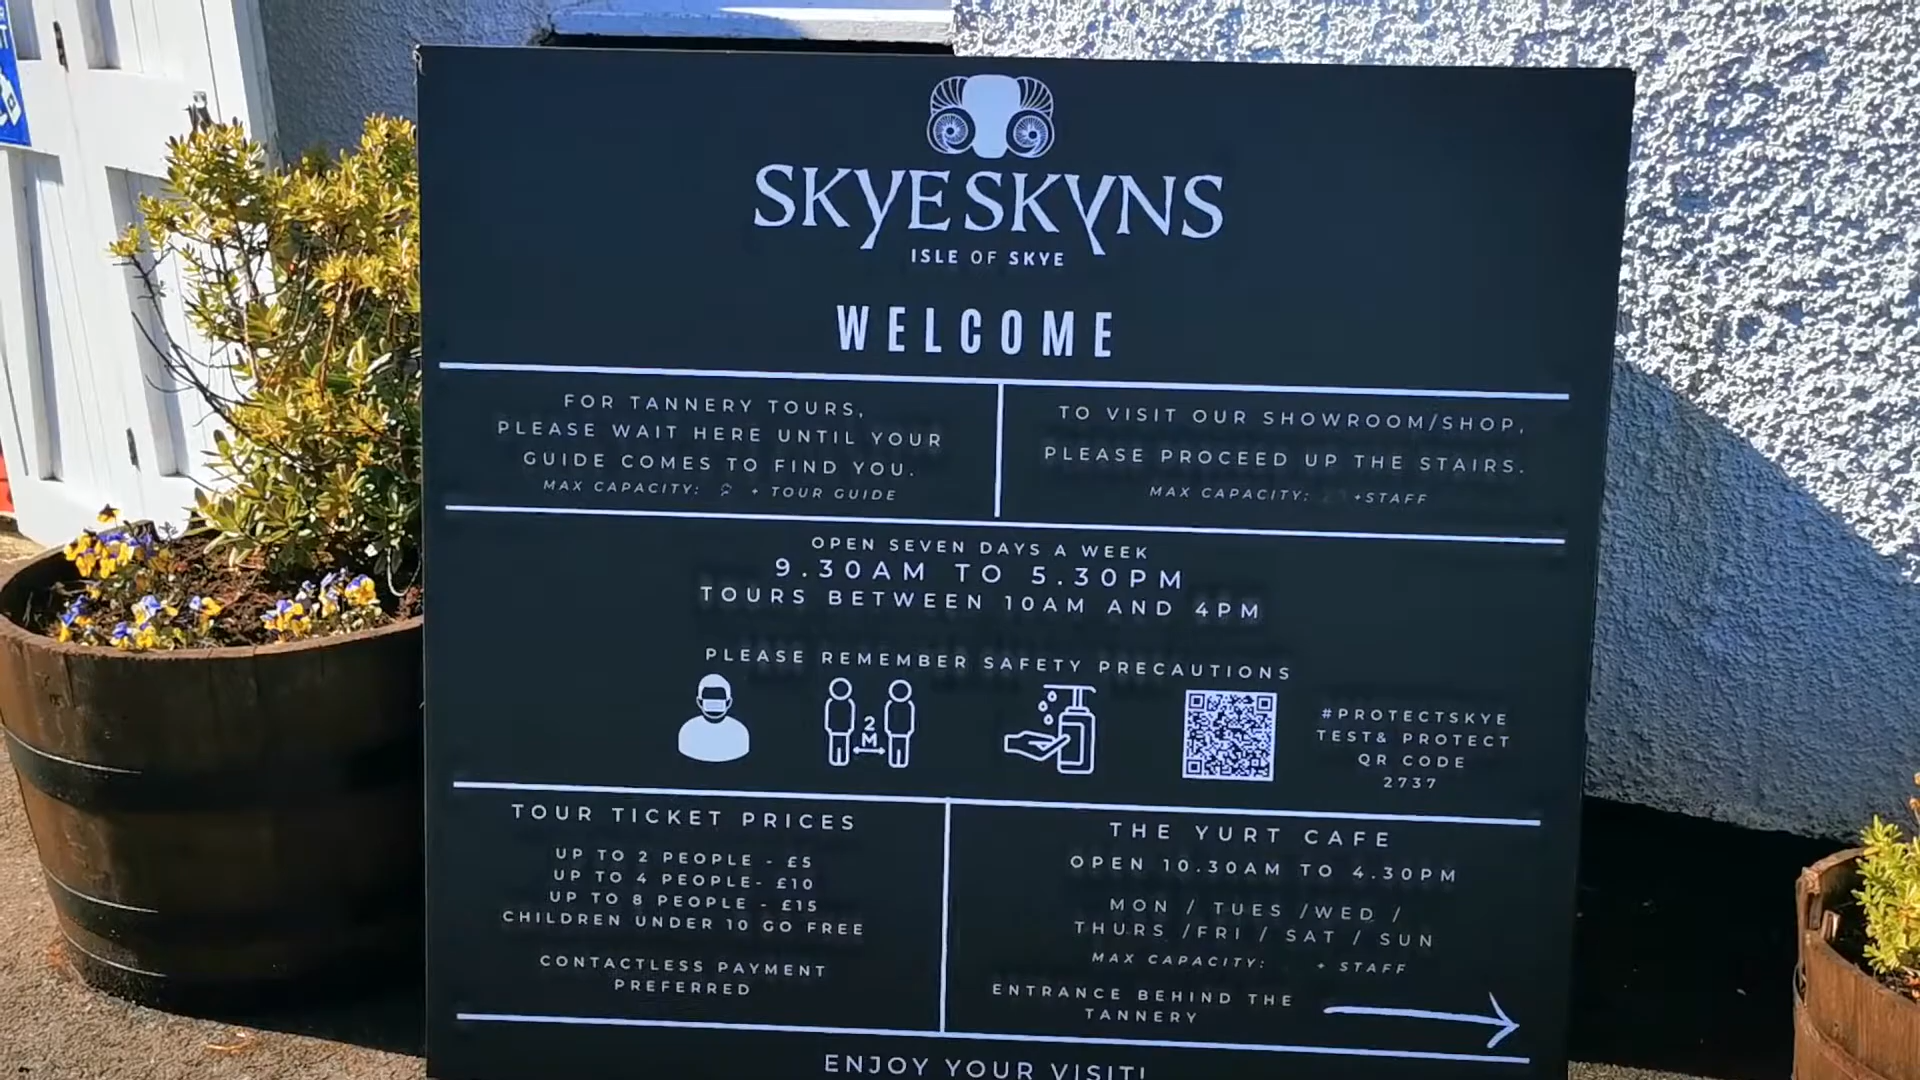 SKYESKYNS
ISLE OF SKYE
WELCOME
FOR TANNERY TOURS,
PLEASE WAIT HERE UNTIL YOUR
GUIDE COMES TO FIND YOU.
MAX CAPACITY: + TOUR GUIDE
TO VISIT OUR SHOWROOM/SHOP,
PLEASE PROCEED UP THE STAIRS.
MAX CAPACITY: +STAFF
OPEN SEVEN DAYS A WEEK
9.30AM TO 5.30PM
TOURS BETWEEN 10AM AND 4PM
PLEASE REMEMBER SAFETY PRECAUTIONS
2
M
#PROTECTSKYE
TEST& PROTECT
QR CODE
2737
TOUR TICKET PRICES
UP TO 2 PEOPLE - £5
UP TO 4 PEOPLE- £10
UP TO 8 PEOPLE - £15
CHILDREN UNDER 10 GO FREE
CONTACTLESS PAYMENT
PREFERRED
THE YURT CAFE
OPEN 10.30AM TO 4.30PM
MON / TUES /WED /
THURS /FRI / SAT / SUN
MAX CAPACITY: + STAFF
ENTRANCE BEHIND THE
TANNERY
ENJOY YOUR VISIT!